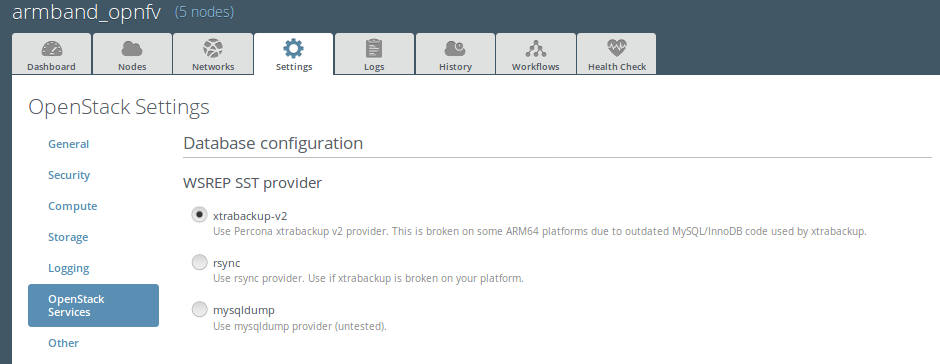 armband_opnfv (5 nodes)
Dashboard Nodes Networks Settings Logs History Workflows Health Check
OpenStack Settings
General
Security
Compute
Storage
Logging
OpenStack
Services
Other
Database configuration
WSREP SST provider
xtrabackup-v2
Use Percona xtrabackup v2 provider. This is broken on some ARM64 platforms due to outdated MySQL/InnoDB code used by xtrabackup.
rsync
Use rsync provider. Use if xtrabackup is broken on your platform.
mysqldump
Use mysqldump provider (untested).